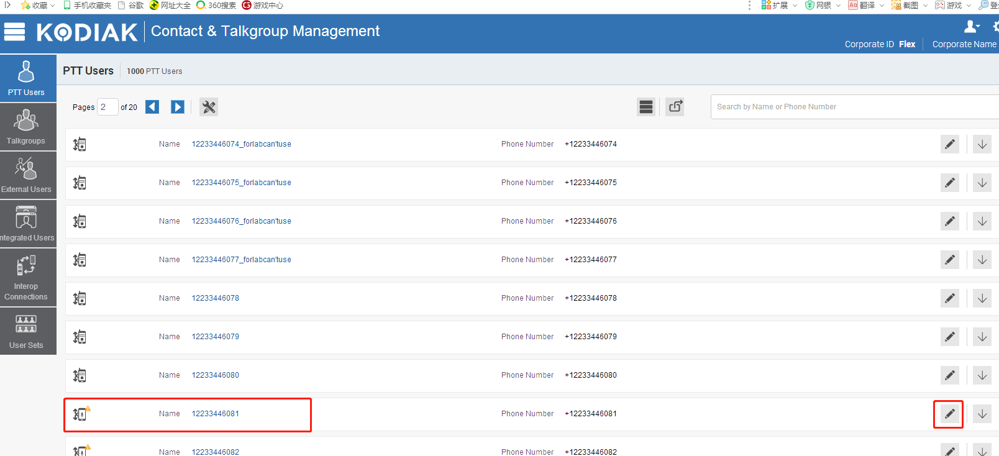 收藏 手机收藏夹 谷歌 网址大全 360搜索 G 游戏中心 扩展 网银 Aa 翻译 截图 游戏
KODIAK Contact & Talkgroup Management
Corporate ID Flex Corporate Name
PTT Users
Talkgroups
External Users
ntegrated Users
Interop
Connections
User Sets
PTT Users 1000 PTT Users
Pages 2 of 20 Search by Name or Phone Number
Name 12233446074_forlabcan'tuse Phone Number +12233446074
Name 12233446075_forlabcan'tuse Phone Number +12233446075
Name 12233446076_forlabcan'tuse Phone Number +12233446076
Name 12233446077_forlabcan'tuse Phone Number +12233446077
Name 12233446078 Phone Number +12233446078
Name 12233446079 Phone Number +12233446079
Name 12233446080 Phone Number +12233446080
Name 12233446081 Phone Number +12233446081
Name 12233446082 Phone Number +12233446082